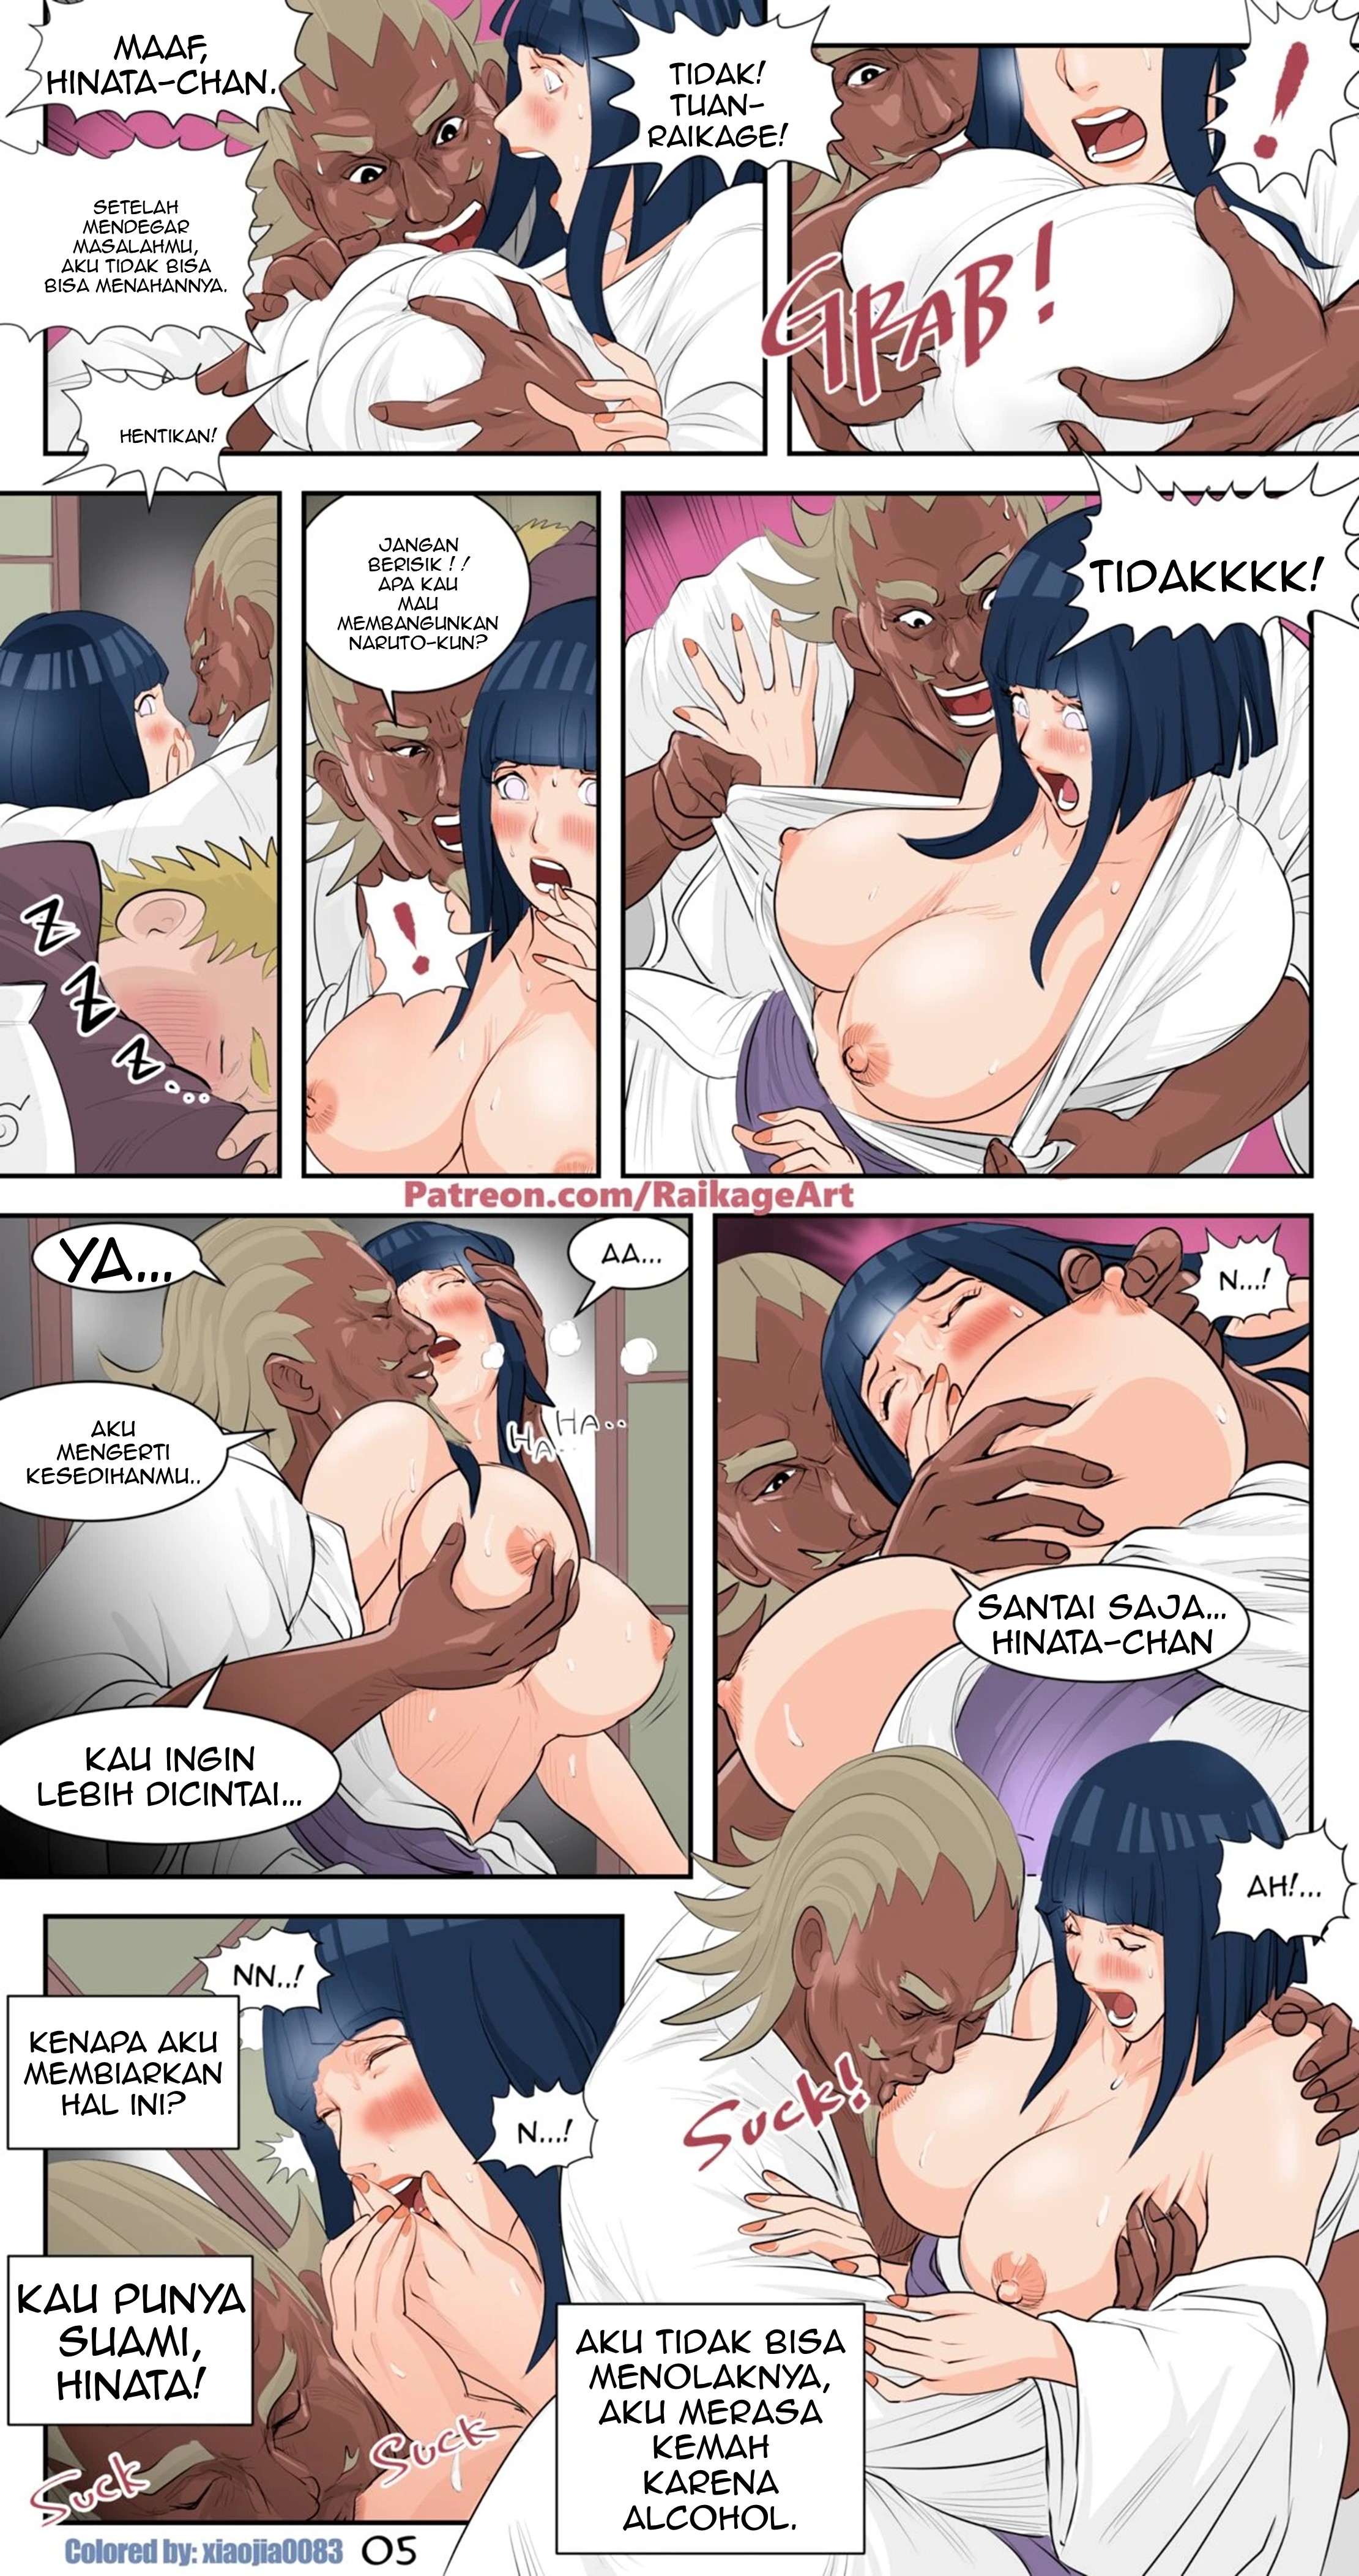 MAAF,
HINATA-CHAN.
SETELAH
MENDEGAR
MASALAHMU,
AKU TIDAK BISA
BISA MENAHANNYA.
TIDAK!
TUAN-
RAIKAGE!
!
GRAB!
HENTIKAN!
Z
Z
Z...
JANGAN
BERISIK!!
APA KAU
MAU
MEMBANGUNKAN
NARUTO-KUN?
!
TIDAKKKK!
Patreon.com/RaikageArt
YA...
AA...
HA HA..
AKU
MENGERTI
KESEDIHANMU..
KAU INGIN
LEBIH DICINTAI...
N...!
SANTAI SAJA...
HINATA-CHAN
NN..!
KENAPA AKU
MEMBIARKAN
HAL INI?
N...!
KAU PUNYA
SUAMI,
HINATA!
SUCK
SUCK
AH!...
SUCK!
AKU TIDAK BISA
MENOLAKNYA,
AKU MERASA
KEMAH
KARENA
ALCOHOL.
Colored by: xiaojia0083
05